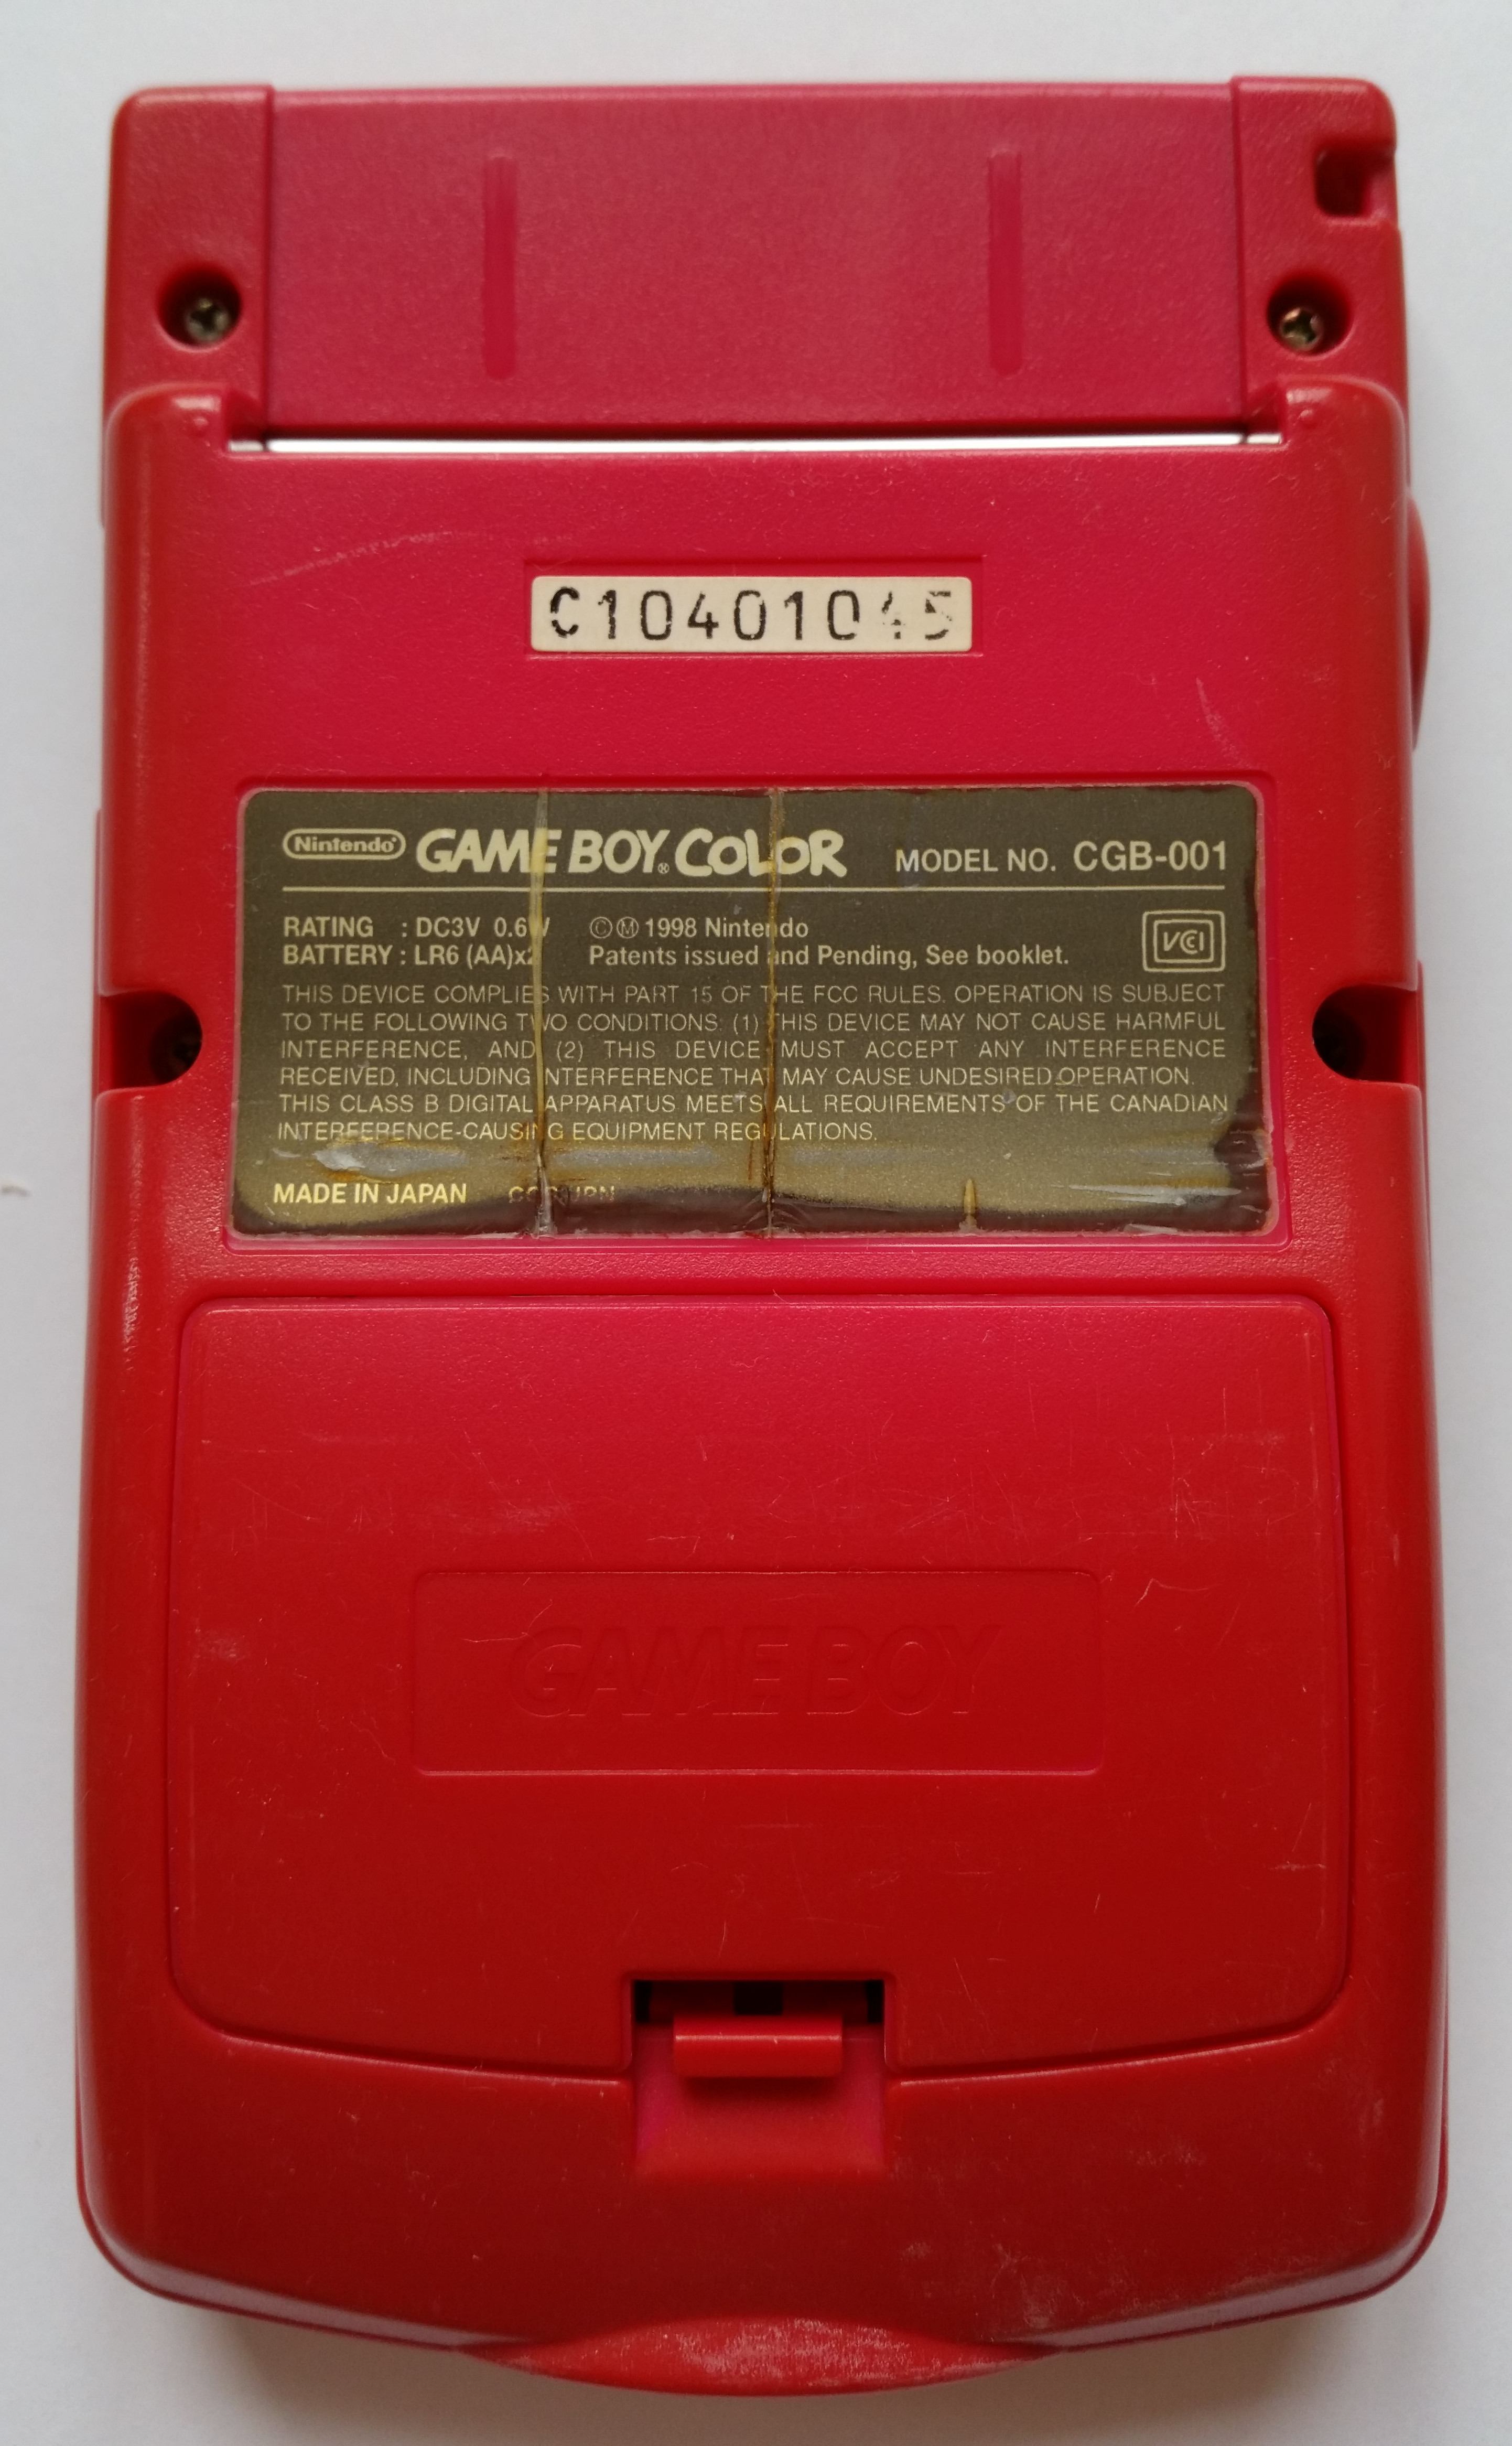 C10401045
Nintendo® GAME BOY® COLOR MODEL NO. CGB-001
RATING : DC3V 0.6W ©Ⓜ 1998 Nintendo
BATTERY : LR6 (AA)x2 Patents issued and Pending, See booklet.
VCI
THIS DEVICE COMPLIES WITH PART 15 OF THE FCC RULES. OPERATION IS SUBJECT
TO THE FOLLOWING TWO CONDITIONS: (1) THIS DEVICE MAY NOT CAUSE HARMFUL
INTERFERENCE, AND (2) THIS DEVICE MUST ACCEPT ANY INTERFERENCE
RECEIVED, INCLUDING INTERFERENCE THAT MAY CAUSE UNDESIRED OPERATION.
THIS CLASS B DIGITAL APPARATUS MEETS ALL REQUIREMENTS OF THE CANADIAN
INTERFERENCE-CAUSING EQUIPMENT REGULATIONS.
MADE IN JAPAN
GAME BOY